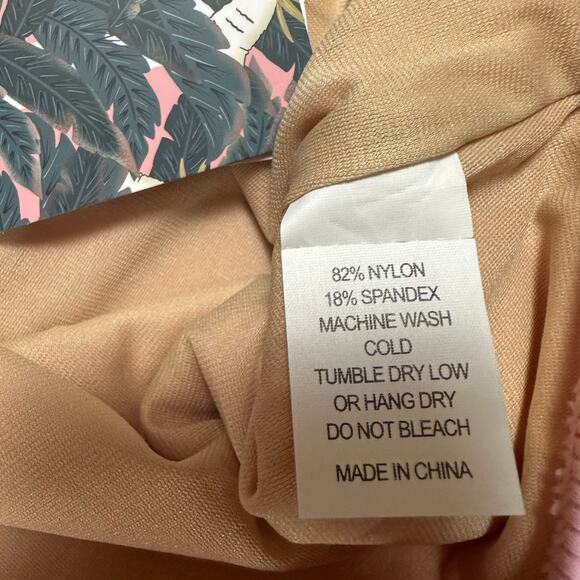 82% NYLON
18% SPANDEX
MACHINE WASH
COLD
TUMBLE DRY LOW
OR HANG DRY
DO NOT BLEACH
MADE IN CHINA